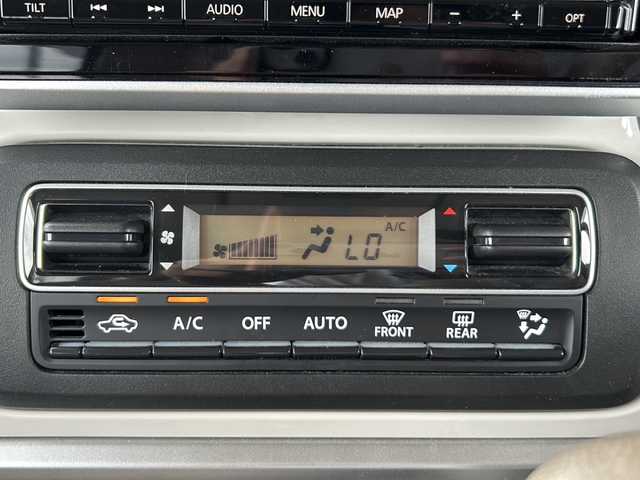 TILT AUDIO MENU MAP − + OPT
A/C
LO
A/C OFF AUTO FRONT REAR